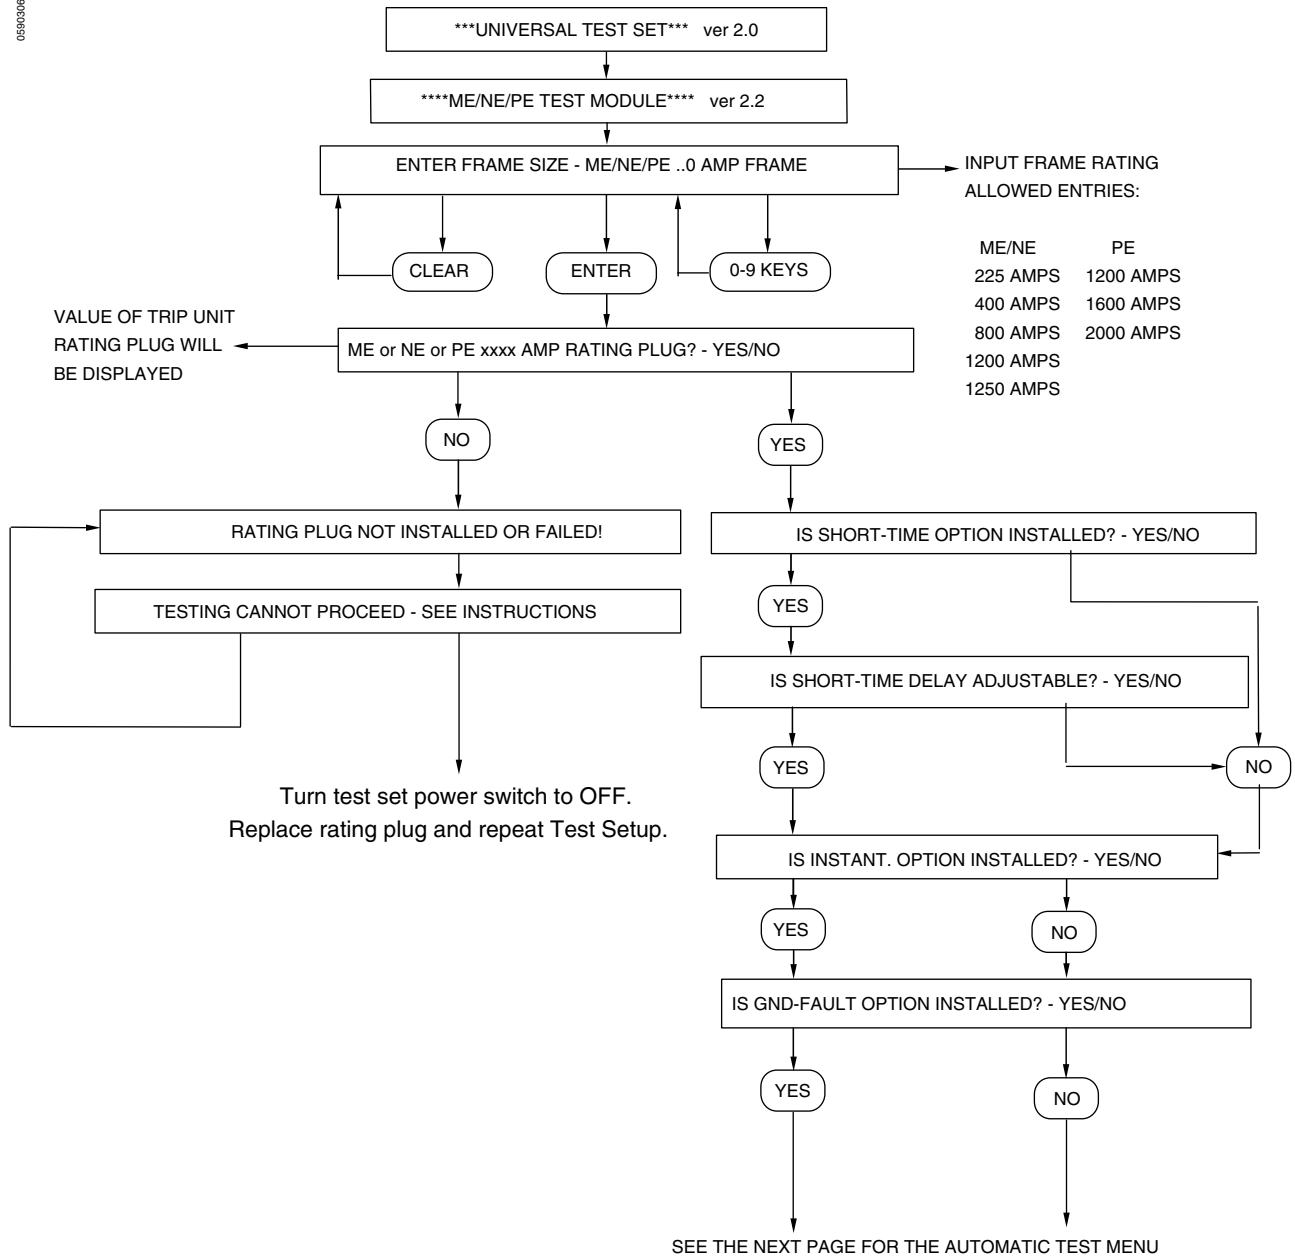 0590306
***UNIVERSAL TEST SET*** ver 2.0
****ME/NE/PE TEST MODULE**** ver 2.2
ENTER FRAME SIZE - ME/NE/PE ..0 AMP FRAME
INPUT FRAME RATING
ALLOWED ENTRIES:
CLEAR
ENTER
0-9 KEYS
ME/NE PE
225 AMPS 1200 AMPS
400 AMPS 1600 AMPS
800 AMPS 2000 AMPS
1200 AMPS
1250 AMPS
VALUE OF TRIP UNIT
RATING PLUG WILL
BE DISPLAYED
ME or NE or PE xxxx AMP RATING PLUG? - YES/NO
NO
YES
RATING PLUG NOT INSTALLED OR FAILED!
TESTING CANNOT PROCEED - SEE INSTRUCTIONS
Turn test set power switch to OFF.
Replace rating plug and repeat Test Setup.
IS SHORT-TIME OPTION INSTALLED? - YES/NO
YES
IS SHORT-TIME DELAY ADJUSTABLE? - YES/NO
YES
NO
IS INSTANT. OPTION INSTALLED? - YES/NO
YES
NO
IS GND-FAULT OPTION INSTALLED? - YES/NO
YES
NO
SEE THE NEXT PAGE FOR THE AUTOMATIC TEST MENU